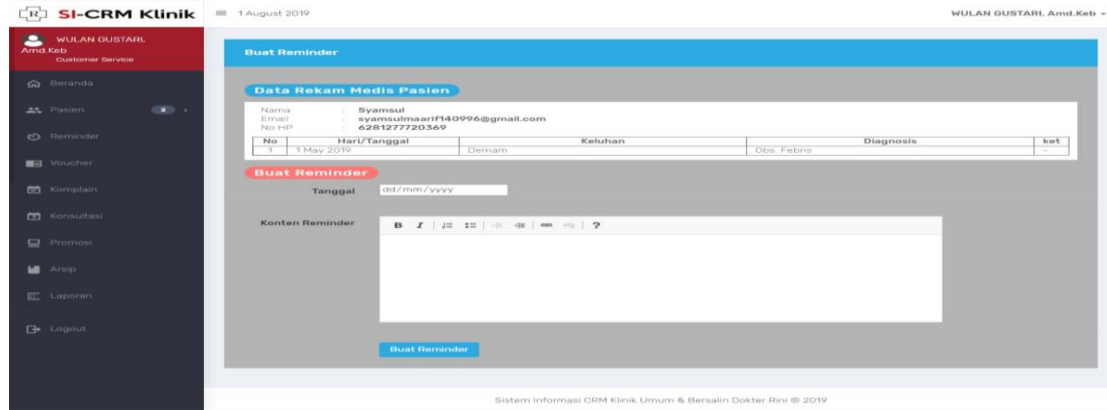 SI-CRM Klinik
1 August 2019
WULAN GUSTARI, Amd.Keb
WULAN GUSTARI,
Amd.Keb
Customer Service
Beranda
Pasien
Reminder
Voucher
Komplain
Konsultasi
Promosi
Arsip
Laporan
Logout
Buat Reminder
Data Rekam Medis Pasien
Nama : Syamsul
Email : syamsulmaarif140996@gmail.com
No HP : 6281277720369
No Hari/Tanggal Keluhan Diagnosis ket
1 1 May 2019 Demam Obs. Febris -
Buat Reminder
Tanggal dd/mm/yyyy
Konten Reminder
B I ?
Buat Reminder
Sistem Informasi CRM Klinik Umum & Bersalin Dokter Rini © 2019